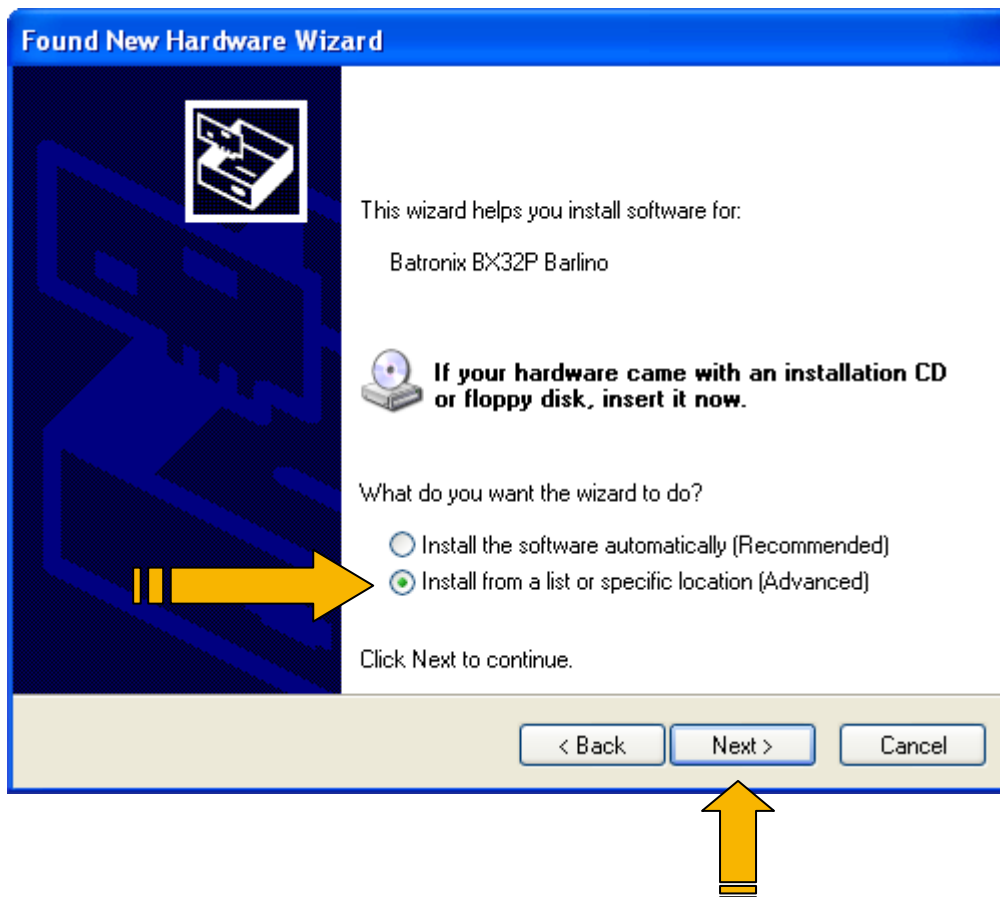 Found New Hardware Wizard
This wizard helps you install software for:
Batronix BX32P Barlino
If your hardware came with an installation CD
or floppy disk, insert it now.
What do you want the wizard to do?
Install the software automatically (Recommended)
Install from a list or specific location (Advanced)
Click Next to continue.
< Back Next > Cancel